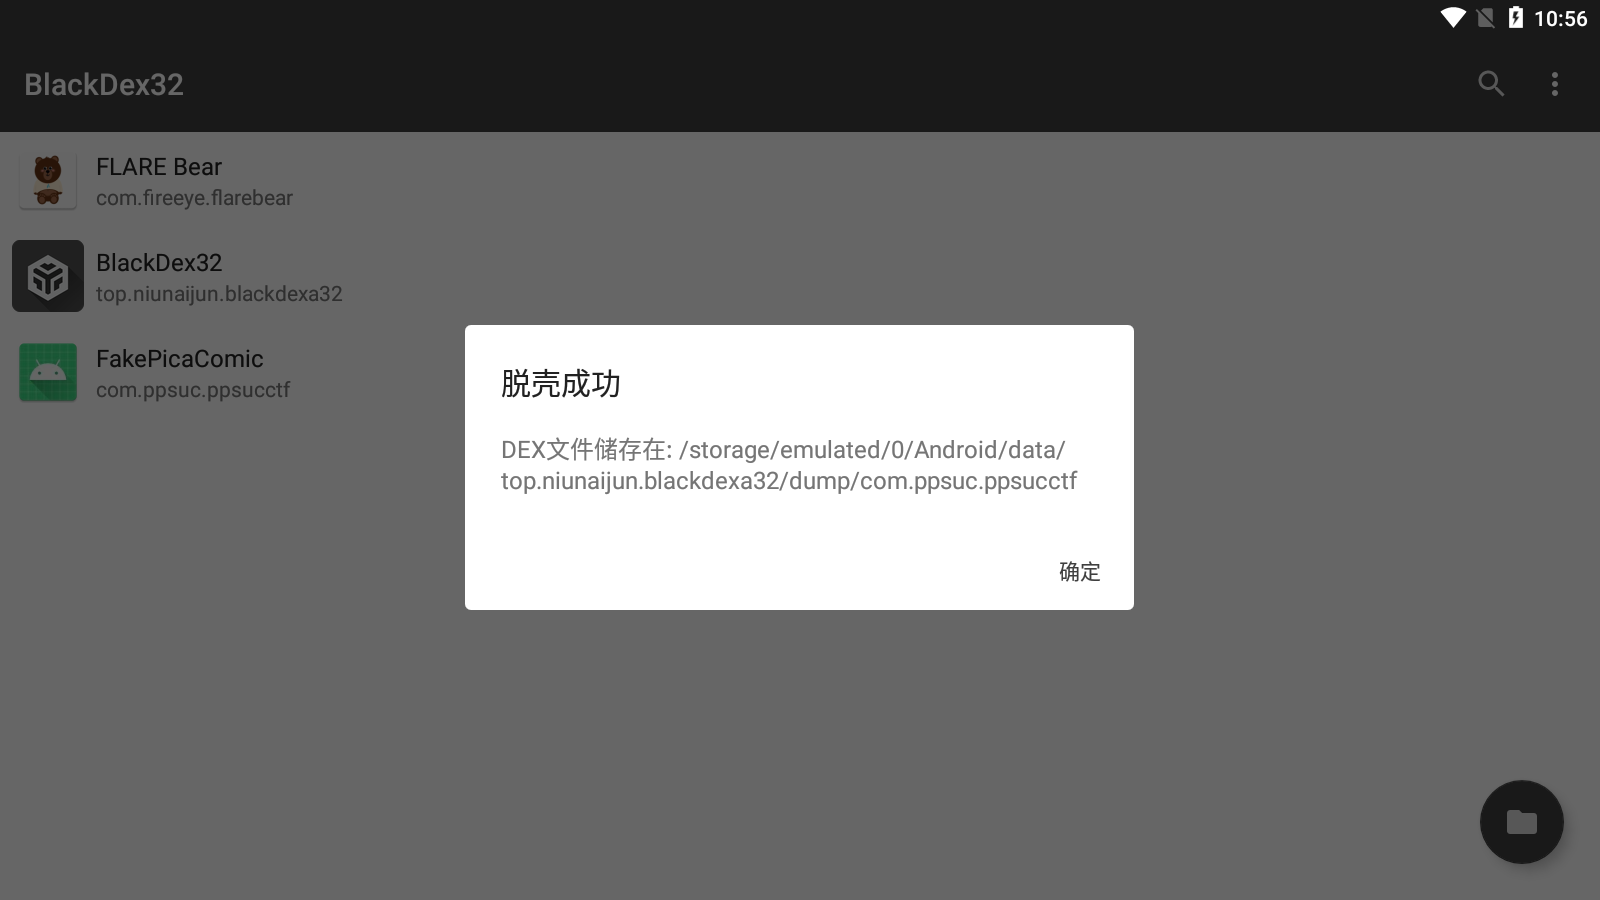 10:56
BlackDex32
FLARE Bear
com.fireeye.flarebear
BlackDex32
top.niunaijun.blackdexa32
FakePicaComic
com.ppsuc.ppsucctf
脱壳成功
DEX文件储存在: /storage/emulated/0/Android/data/
top.niunaijun.blackdexa32/dump/com.ppsuc.ppsucctf
确定